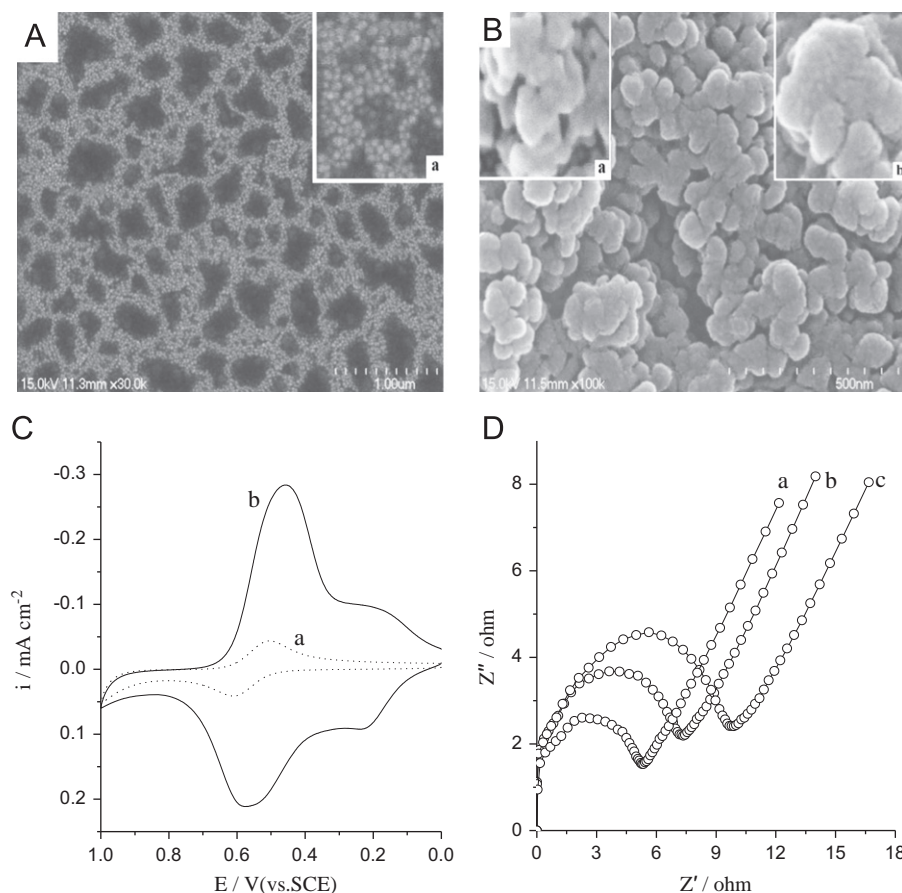 A
a
15.0kV 11.3mm x30.0k
1.00um
B
a
b
15.0kV 11.5mm x100k
500nm
C
-0.3
-0.2
-0.1
0.0
0.1
0.2
b
a
1.0 0.8 0.6 0.4 0.2 0.0
i / mA cm⁻²
E / V(vs.SCE)
D
8
6
4
2
0
a b c
0 3 6 9 12 15 18
Z'' / ohm
Z' / ohm